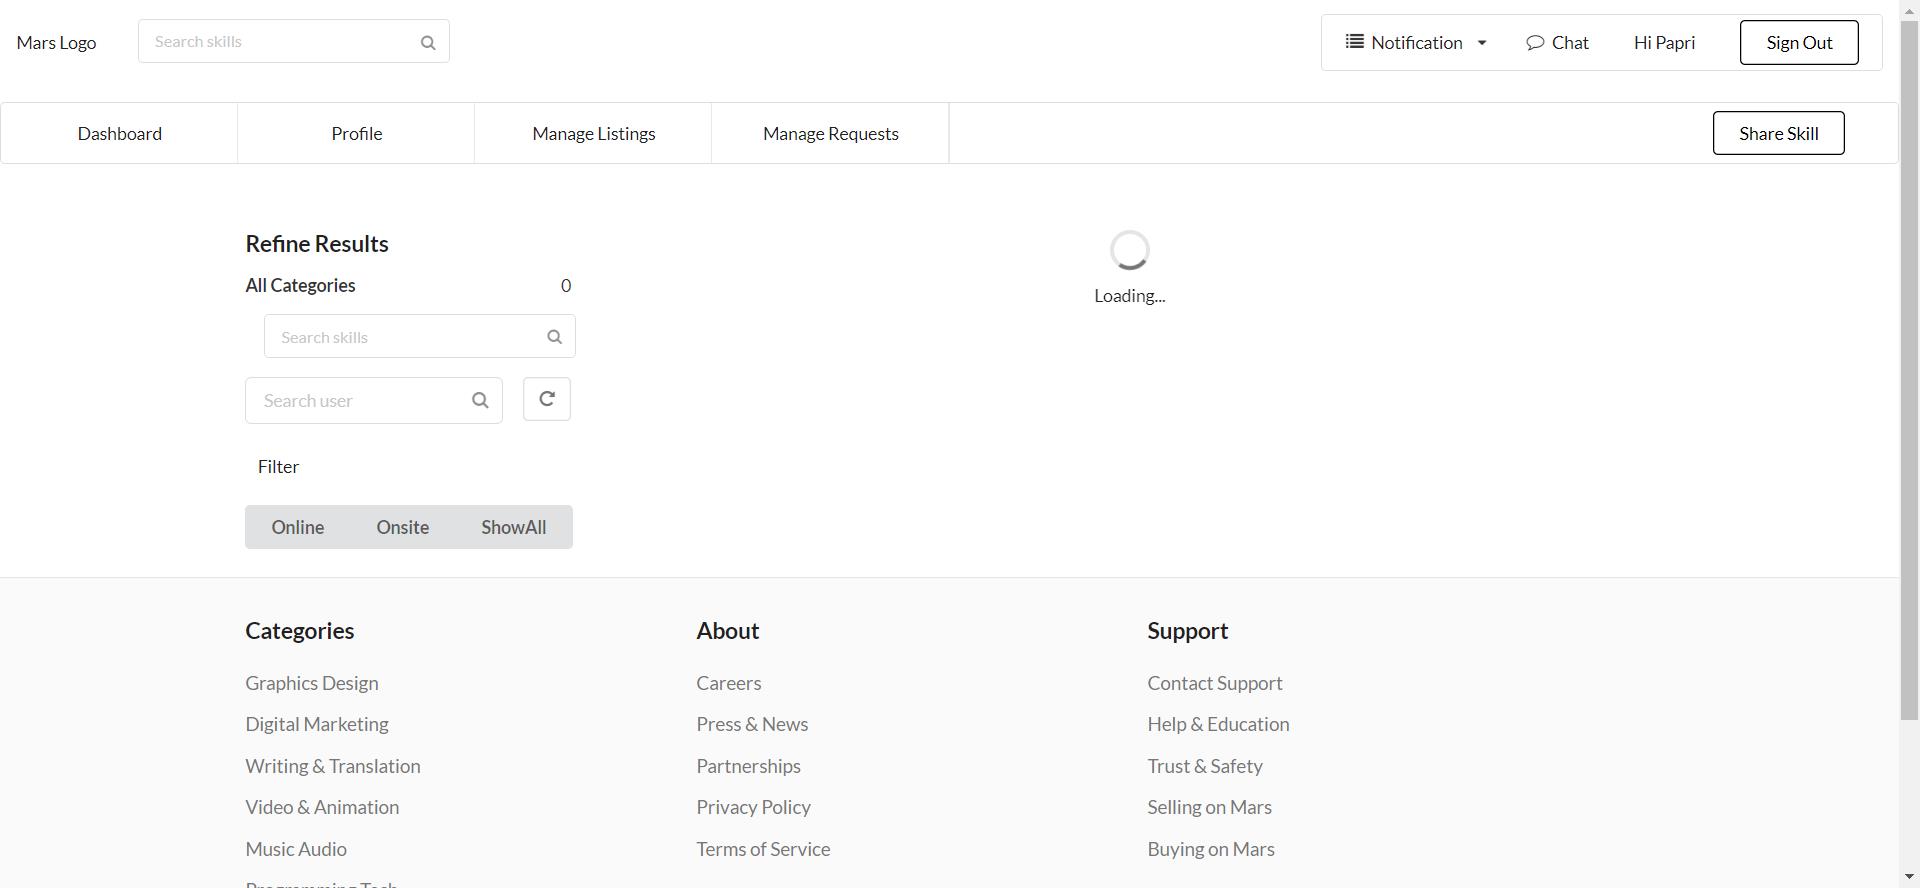 Mars Logo
Search skills
Notification
Chat
Hi Papri
Sign Out
Dashboard
Profile
Manage Listings
Manage Requests
Share Skill
Refine Results
All Categories 0
Search skills
Search user
Filter
Online Onsite ShowAll
Loading...
Categories
Graphics Design
Digital Marketing
Writing & Translation
Video & Animation
Music Audio
Programming Tech
About
Careers
Press & News
Partnerships
Privacy Policy
Terms of Service
Support
Contact Support
Help & Education
Trust & Safety
Selling on Mars
Buying on Mars